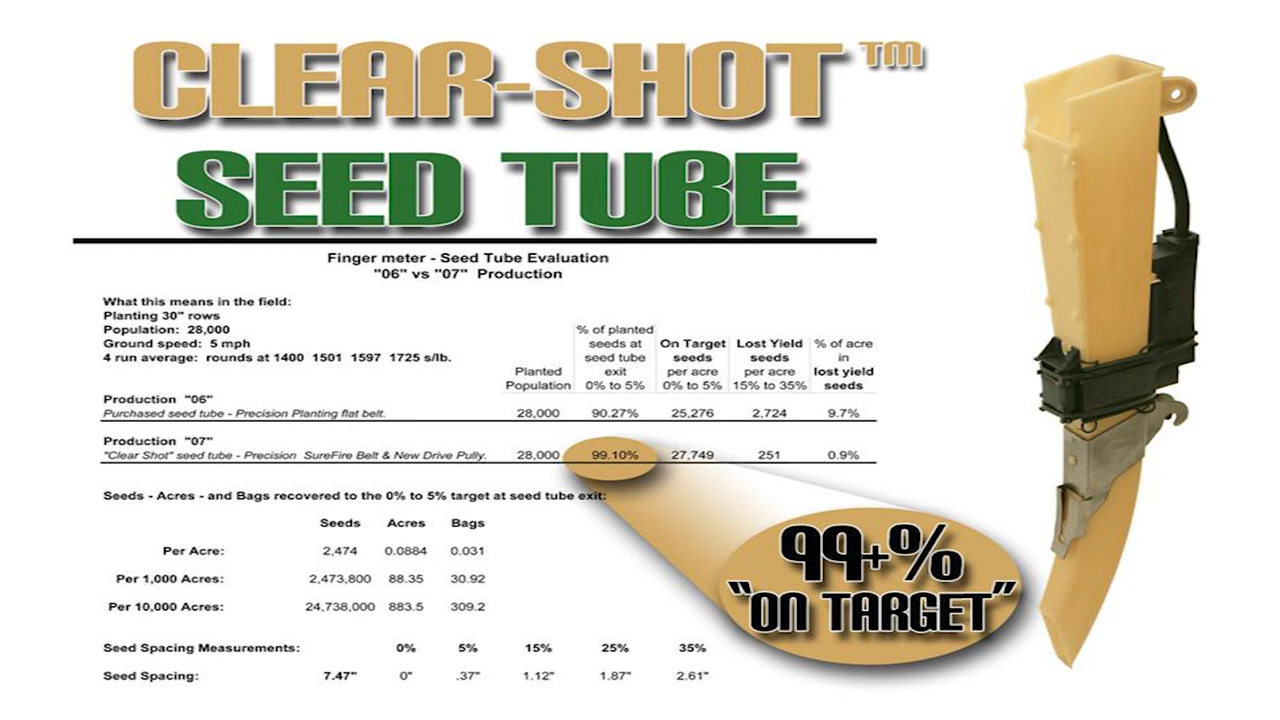 CLEAR-SHOT™
SEED TUBE
Finger meter - Seed Tube Evaluation
"06" vs "07" Production
What this means in the field:
Planting 30" rows
Population: 28,000
Ground speed: 5 mph
4 run average: rounds at 1400 1501 1597 1725 s/lb.
Planted Population
% of planted seeds at seed tube exit 0% to 5%
On Target seeds per acre 0% to 5%
Lost Yield seeds per acre 15% to 35%
% of acre in lost yield seeds
Production "06"
Purchased seed tube - Precision Planting flat belt. 28,000 90.27% 25,276 2,724 9.7%
Production "07"
"Clear Shot" seed tube - Precision SureFire Belt & New Drive Pully. 28,000 99.10% 27,749 251 0.9%
Seeds - Acres - and Bags recovered to the 0% to 5% target at seed tube exit:
Seeds Acres Bags
Per Acre: 2,474 0.0884 0.031
Per 1,000 Acres: 2,473,800 88.35 30.92
Per 10,000 Acres: 24,738,000 883.5 309.2
Seed Spacing Measurements: 0% 5% 15% 25% 35%
Seed Spacing: 7.47" 0" .37" 1.12" 1.87" 2.61"
99+%
"ON TARGET"